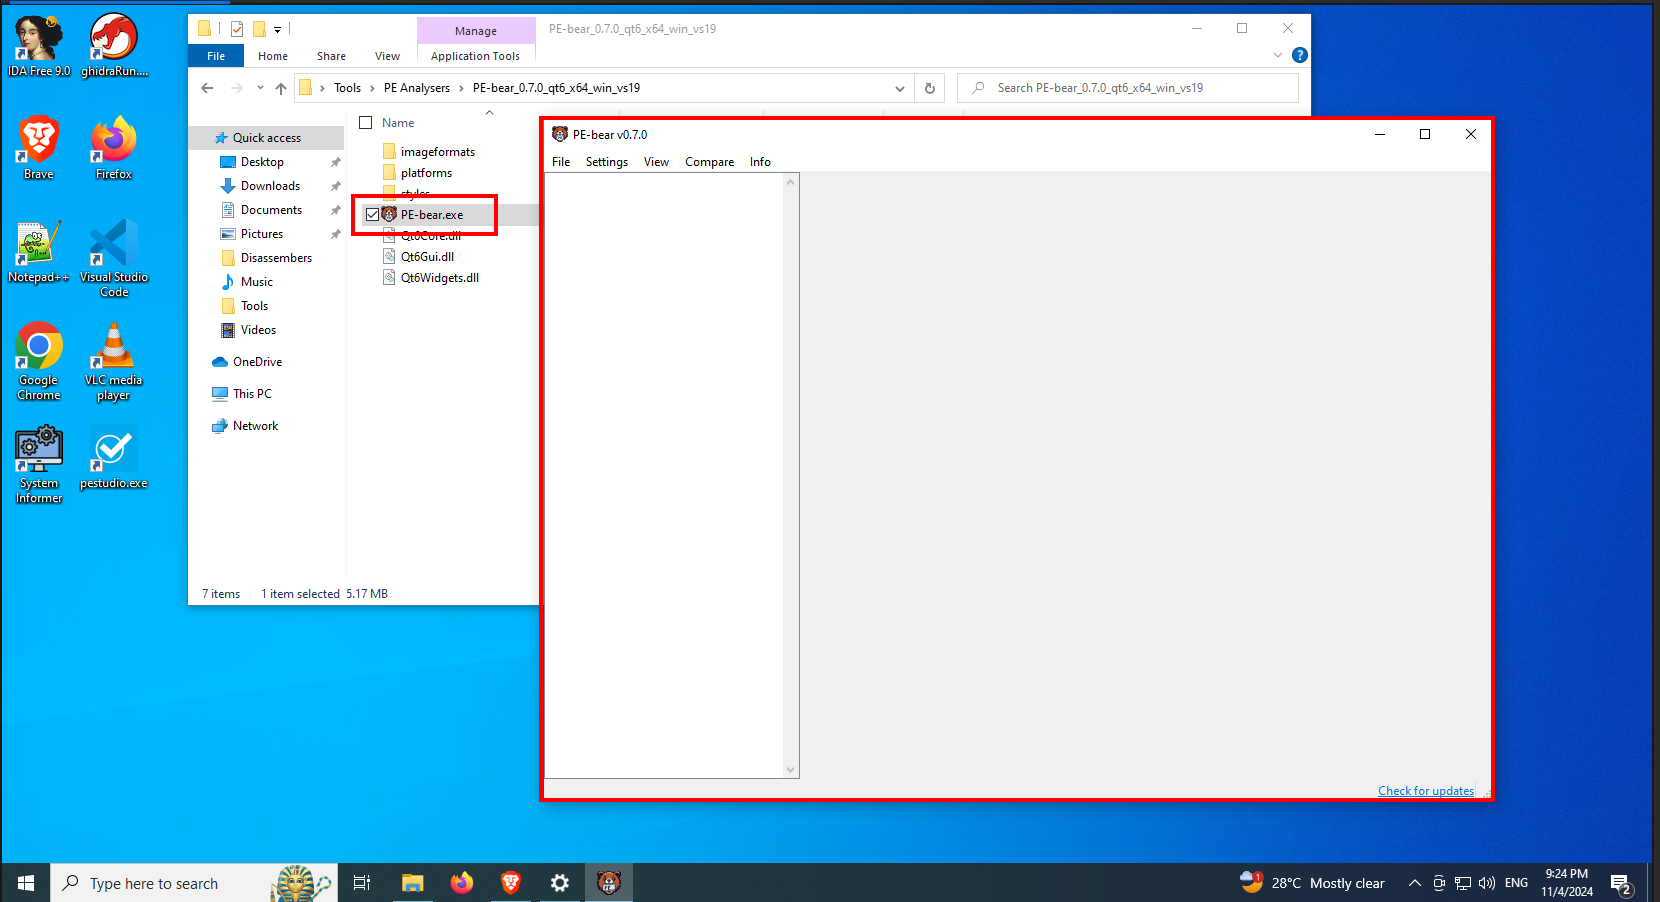 IDA Free 9.0
ghidraRun....
Brave
Firefox
Notepad++
Visual Studio
Code
Google
Chrome
VLC media
player
System
Informer
pestudio.exe
Manage
PE-bear_0.7.0_qt6_x64_win_vs19
File
Home
Share
View
Application Tools
Tools
PE Analysers
PE-bear_0.7.0_qt6_x64_win_vs19
Search PE-bear_0.7.0_qt6_x64_win_vs19
Quick access
Desktop
Downloads
Documents
Pictures
Disassembers
Music
Tools
Videos
OneDrive
This PC
Network
Name
imageformats
platforms
styles
PE-bear.exe
Qt6Core.dll
Qt6Gui.dll
Qt6Widgets.dll
7 items
1 item selected 5.17 MB
PE-bear v0.7.0
File
Settings
View
Compare
Info
Check for updates
Type here to search
1
28°C Mostly clear
ENG
9:24 PM
11/4/2024
2